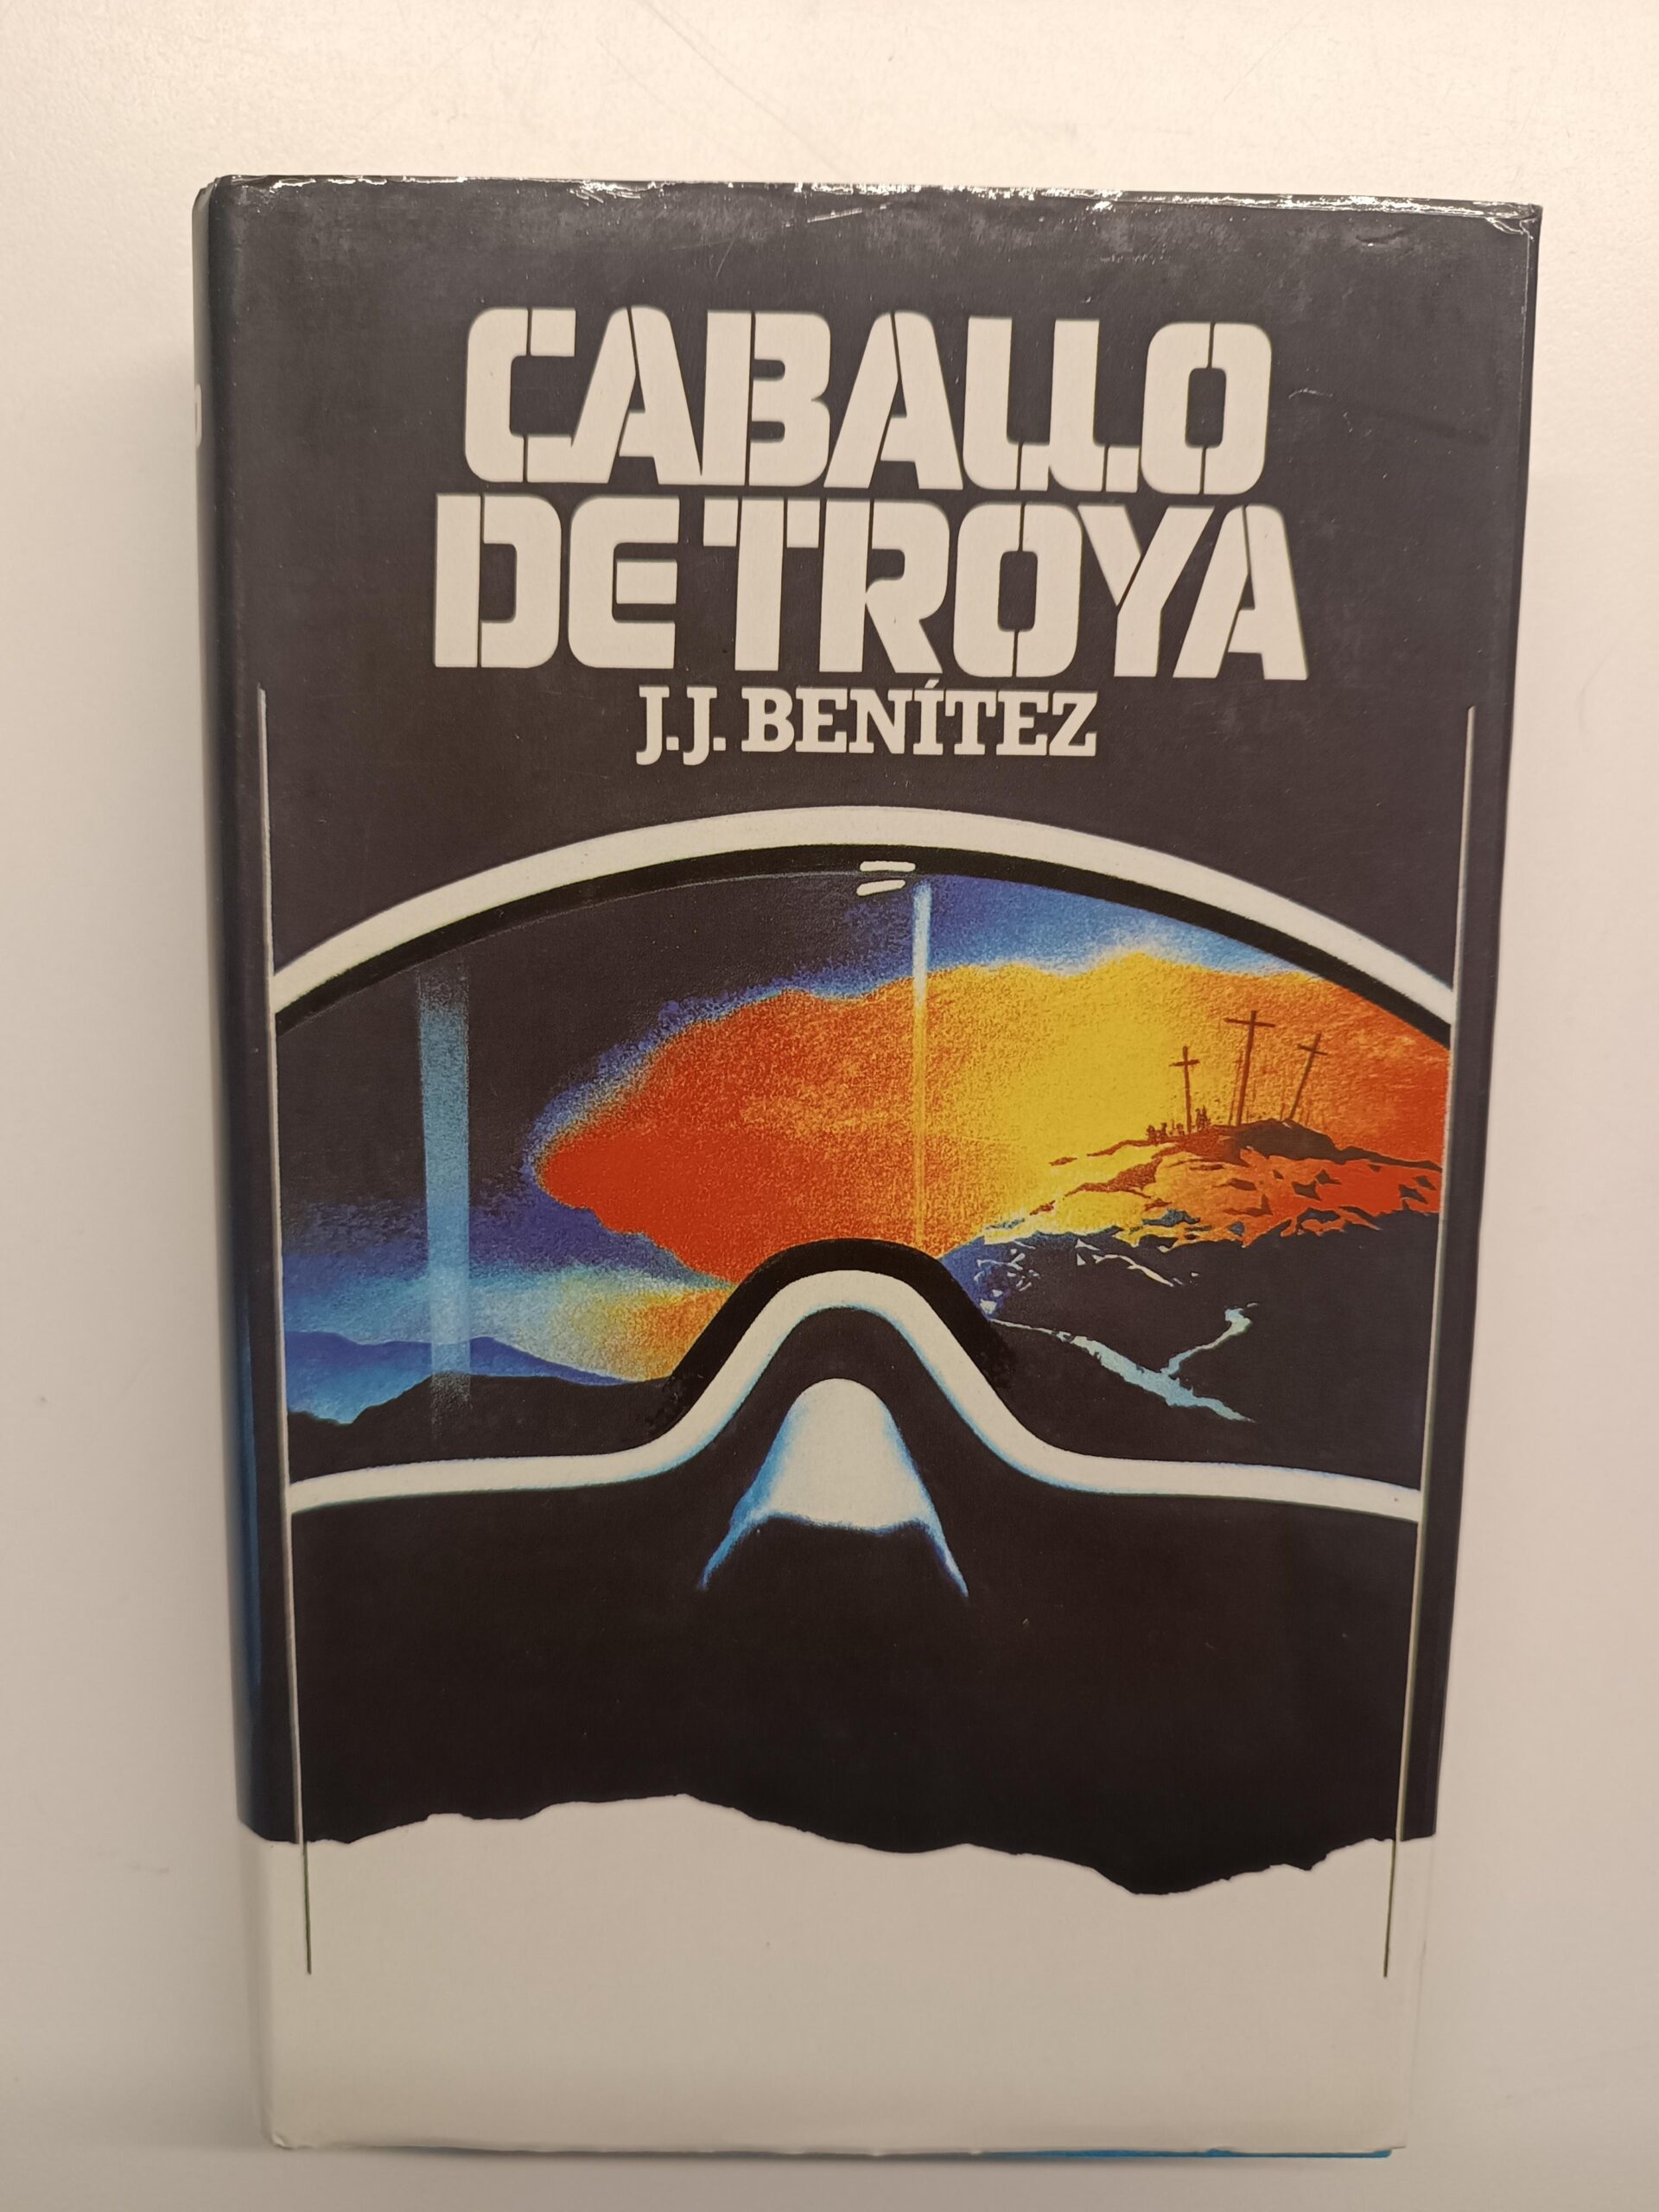 CABALLO
DE TROYA
J.J. BENÍTEZ